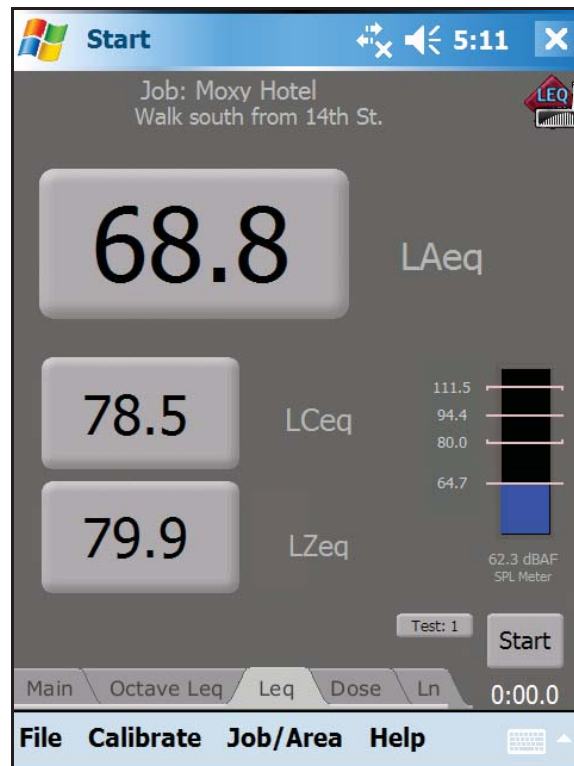 Start 5:11
Job: Moxy Hotel
Walk south from 14th St.
LEQ
68.8 LAeq
78.5 LCeq
79.9 LZeq
111.5
94.4
80.0
64.7
62.3 dBAF
SPL Meter
Test: 1
Start
0:00.0
Main Octave Leq Leq Dose Ln
File Calibrate Job/Area Help